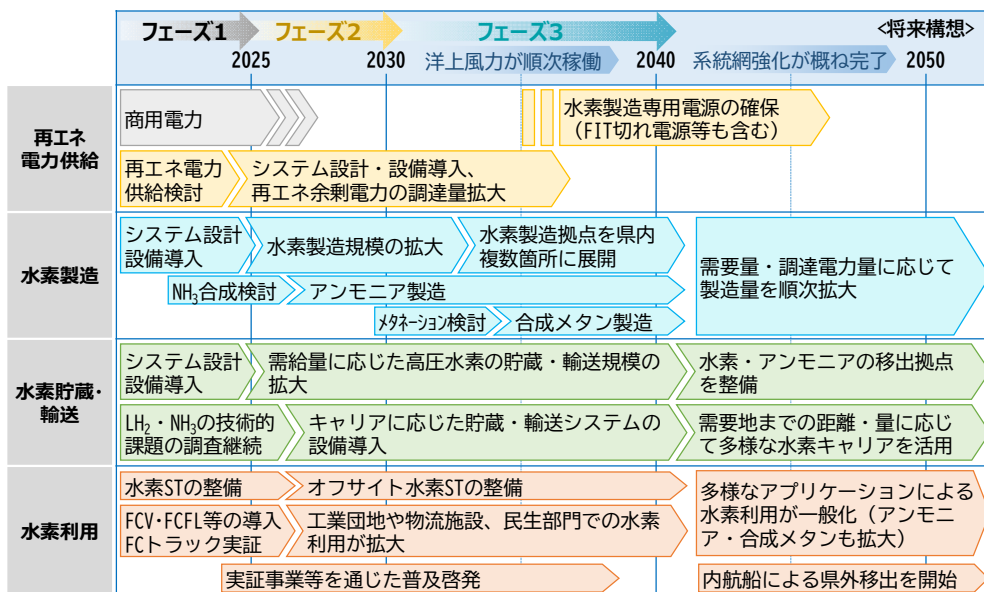 フェーズ1
フェーズ2
フェーズ3
<将来構想>
2025
2030
洋上風力が順次稼働
2040
系統網強化が概ね完了
2050
再エネ
電力供給
商用電力
水素製造専用電源の確保
(FIT切れ電源等も含む)
再エネ電力
供給検討
システム設計・設備導入、
再エネ余剰電力の調達量拡大
水素製造
システム設計
設備導入
水素製造規模の拡大
水素製造拠点を県内
複数箇所に展開
需要量・調達電力量に応じて
製造量を順次拡大
NH₃合成検討
アンモニア製造
メタネーション検討
合成メタン製造
水素貯蔵・
輸送
システム設計
設備導入
需給量に応じた高圧水素の貯蔵・輸送規模の
拡大
水素・アンモニアの移出拠点
を整備
LH₂・NH₃の技術的
課題の調査継続
キャリアに応じた貯蔵・輸送システムの
設備導入
需要地までの距離・量に応じ
て多様な水素キャリアを活用
水素利用
水素STの整備
オフサイト水素STの整備
多様なアプリケーションによる
水素利用が一般化(アンモニ
ア・合成メタンも拡大)
FCV・FCFL等の導入
FCトラック実証
工業団地や物流施設、民生部門での水素
利用が拡大
実証事業等を通じた普及啓発
内航船による県外移出を開始